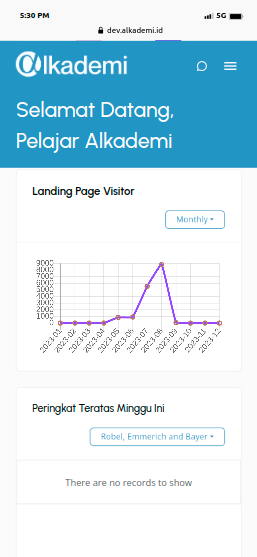 5:30 PM
5G
dev.alkademi.id
Alkademi
Selamat Datang,
Pelajar Alkademi
Landing Page Visitor
Monthly
9000
8000
7000
6000
5000
4000
3000
2000
1000
0
2023-01 2023-02 2023-03 2023-04 2023-05 2023-06 2023-07 2023-08 2023-09 2023-10 2023-11 2023-12
Peringkat Teratas Minggu Ini
Robel, Emmerich and Bayer
There are no records to show